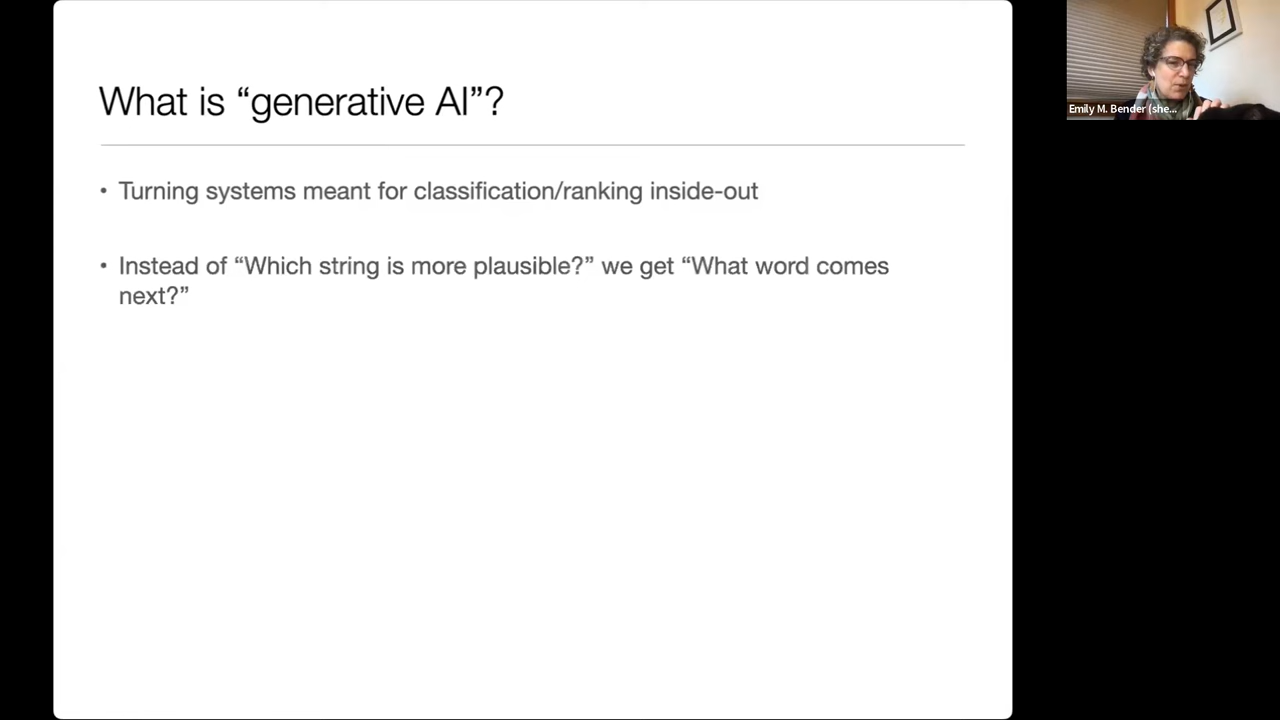 What is “generative AI”?
• Turning systems meant for classification/ranking inside-out
• Instead of “Which string is more plausible?” we get “What word comes
next?”
Emily M. Bender (she...